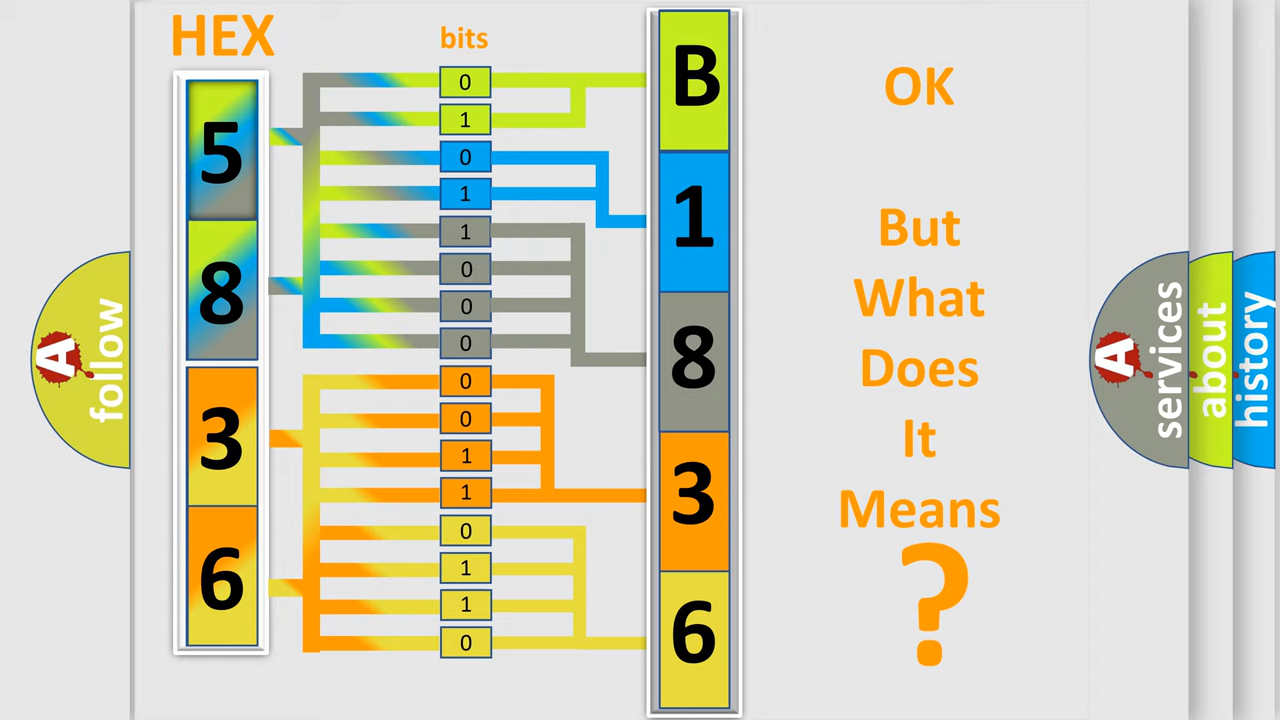 HEX
bits
5
8
3
6
0
1
0
1
1
0
0
0
0
0
1
1
0
1
1
0
B
1
8
3
6
OK
But
What
Does
It
Means
?
A
follow
A
services
about
history